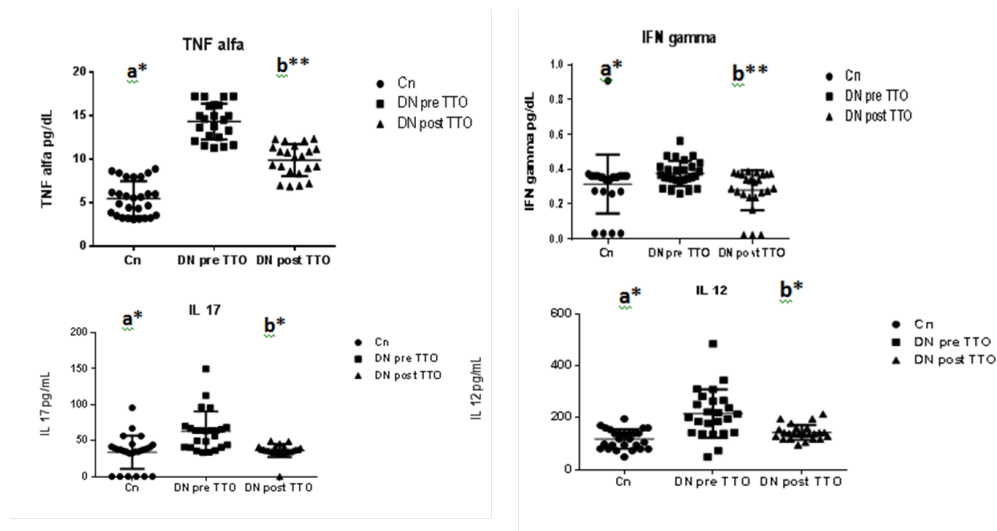 TNF alfa
a*
b**
TNF alfa pg/dL
20
15
10
5
0
Cn
DN pre TTO
DN post TTO
Cn
DN pre TTO
DN post TTO
IFN gamma
a*
b**
IFN gamma pg/dL
1.0
0.8
0.6
0.4
0.2
0.0
Cn
DN pre TTO
DN post TTO
Cn
DN pre TTO
DN post TTO
IL 17
a*
b*
IL 17 pg/mL
200
150
100
50
0
Cn
DN pre TTO
DN post TTO
Cn
DN pre TTO
DN post TTO
IL 12
a*
b*
IL 12 pg/mL
600
400
200
0
Cn
DN pre TTO
DN post TTO
Cn
DN pre TTO
DN post TTO